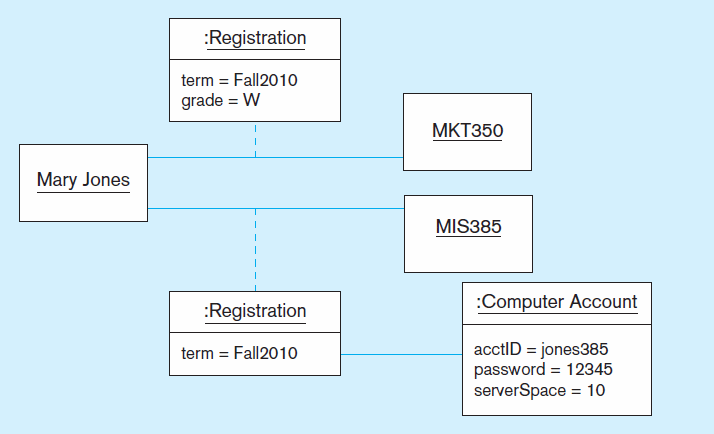 :Registration
term = Fall2010
grade = W
MKT350
Mary Jones
MIS385
:Registration
term = Fall2010
:Computer Account
acctID = jones385
password = 12345
serverSpace = 10